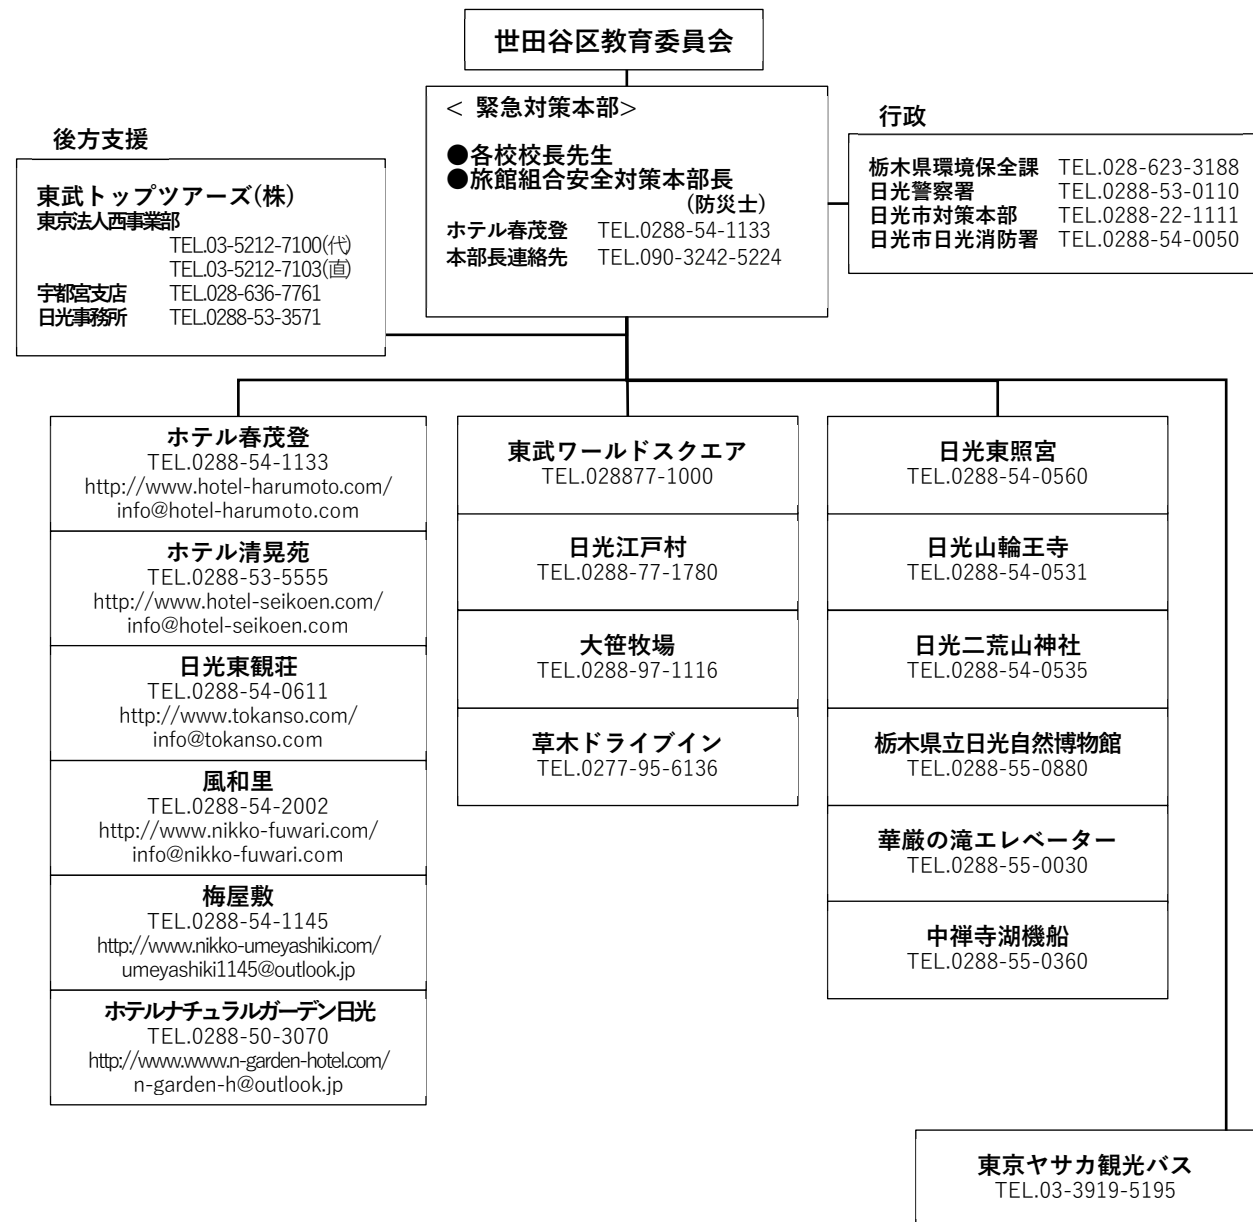 世田谷区教育委員会
< 緊急対策本部>
●各校校長先生
●旅館組合安全対策本部長
(防災士)
ホテル春茂登 TEL.0288-54-1133
本部長連絡先 TEL.090-3242-5224
後方支援
東武トップツアーズ(株)
東京法人西事業部
TEL.03-5212-7100(代)
TEL.03-5212-7103(直)
宇都宮支店 TEL.028-636-7761
日光事務所 TEL.0288-53-3571
行政
栃木県環境保全課 TEL.028-623-3188
日光警察署 TEL.0288-53-0110
日光市対策本部 TEL.0288-22-1111
日光市日光消防署 TEL.0288-54-0050
ホテル春茂登
TEL.0288-54-1133
http://www.hotel-harumoto.com/
info@hotel-harumoto.com
ホテル清晃苑
TEL.0288-53-5555
http://www.hotel-seikoen.com/
info@hotel-seikoen.com
日光東観荘
TEL.0288-54-0611
http://www.tokanso.com/
info@tokanso.com
風和里
TEL.0288-54-2002
http://www.nikko-fuwari.com/
info@nikko-fuwari.com
梅屋敷
TEL.0288-54-1145
http://www.nikko-umeyashiki.com/
umeyashiki1145@outlook.jp
ホテルナチュラルガーデン日光
TEL.0288-50-3070
http://www.www.n-garden-hotel.com/
n-garden-h@outlook.jp
東武ワールドスクエア
TEL.028877-1000
日光江戸村
TEL.0288-77-1780
大笹牧場
TEL.0288-97-1116
草木ドライブイン
TEL.0277-95-6136
日光東照宮
TEL.0288-54-0560
日光山輪王寺
TEL.0288-54-0531
日光二荒山神社
TEL.0288-54-0535
栃木県立日光自然博物館
TEL.0288-55-0880
華厳の滝エレベーター
TEL.0288-55-0030
中禅寺湖機船
TEL.0288-55-0360
東京ヤサカ観光バス
TEL.03-3919-5195